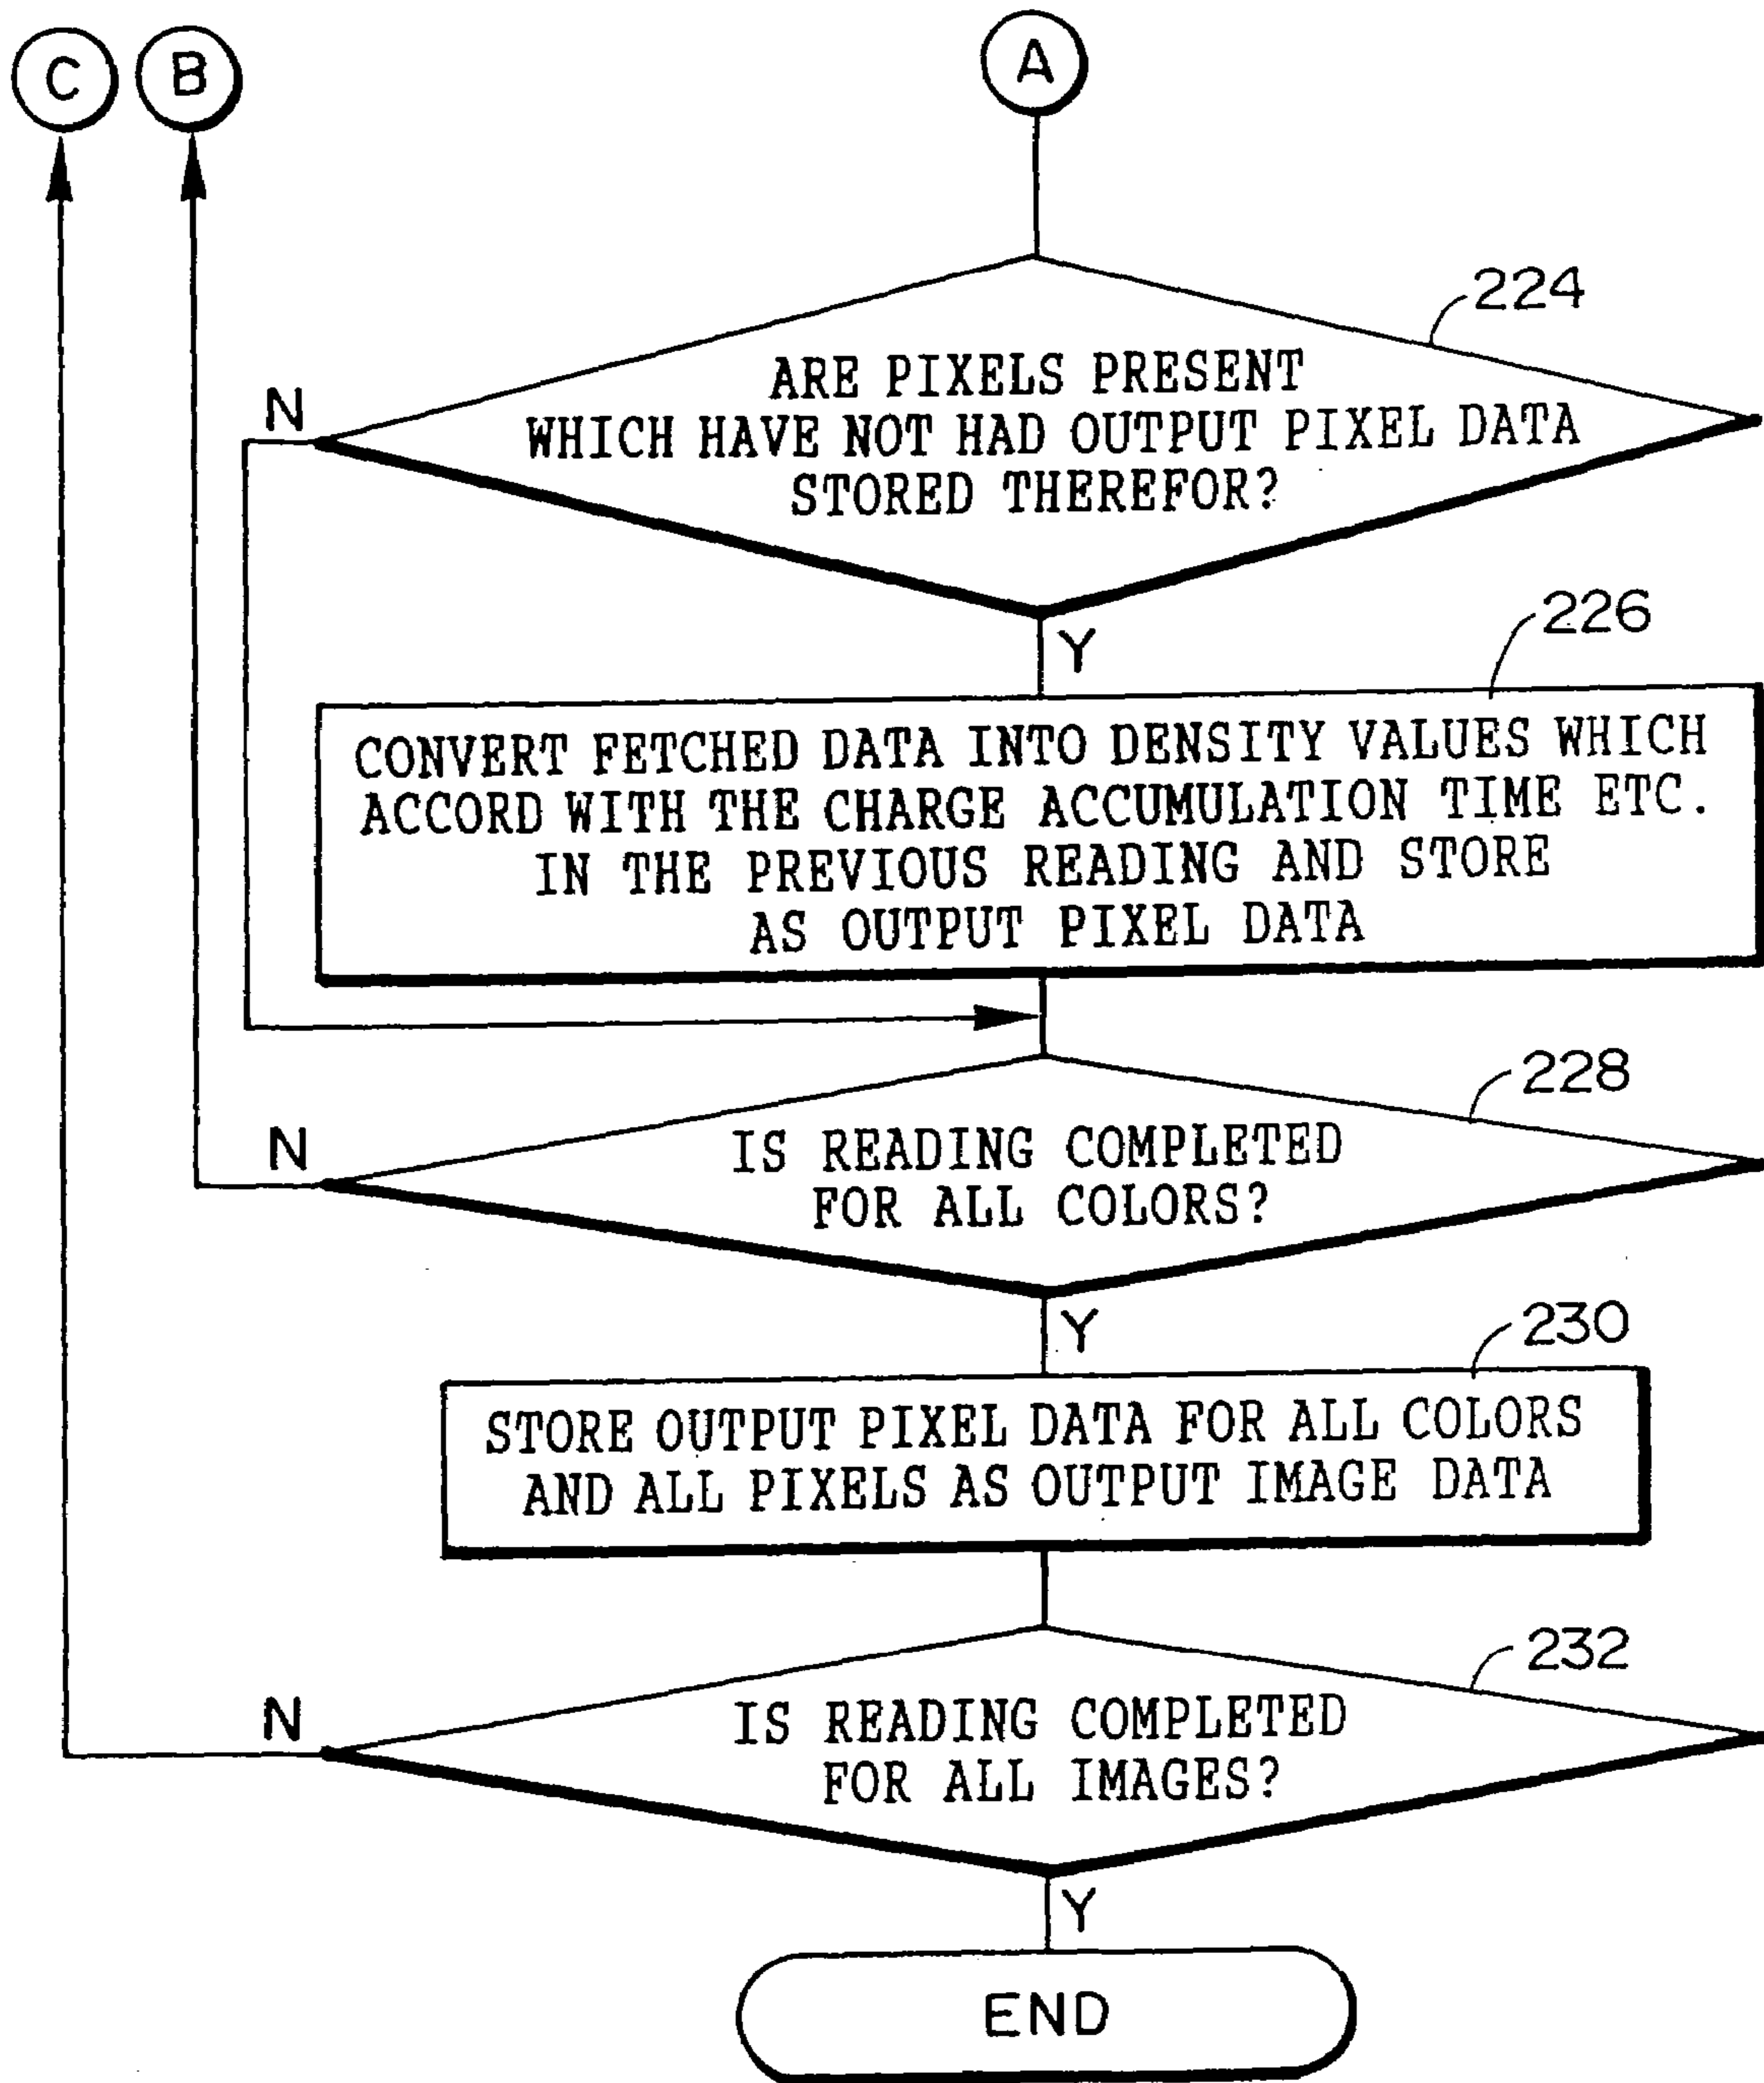 C B A
224
ARE PIXELS PRESENT
N WHICH HAVE NOT HAD OUTPUT PIXEL DATA
STORED THEREFOR?
226
Y
CONVERT FETCHED DATA INTO DENSITY VALUES WHICH
ACCORD WITH THE CHARGE ACCUMULATION TIME ETC.
IN THE PREVIOUS READING AND STORE
AS OUTPUT PIXEL DATA
228
N IS READING COMPLETED
FOR ALL COLORS?
Y
230
STORE OUTPUT PIXEL DATA FOR ALL COLORS
AND ALL PIXELS AS OUTPUT IMAGE DATA
232
N IS READING COMPLETED
FOR ALL IMAGES?
Y
END